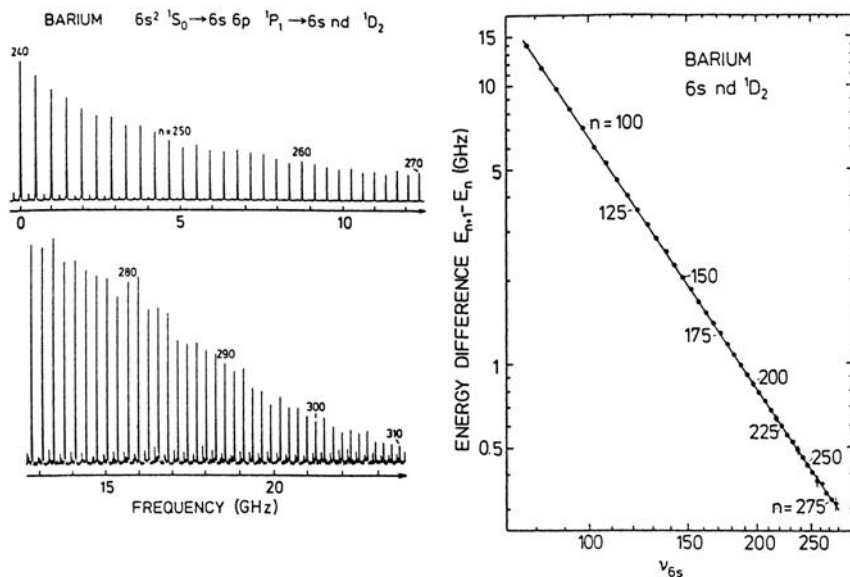 BARIUM 6s² ¹S₀→6s 6p ¹P₁→6s nd ¹D₂
240
n=250
260
270
0 5 10
280
290
300
310
15 20
FREQUENCY (GHz)
ENERGY DIFFERENCE Eₙ₊₁-Eₙ (GHz)
15
10
5
1
0.5
BARIUM
6s nd ¹D₂
n=100
125
150
175
200
225
250
n=275
100 150 200 250
ν₆ₛ